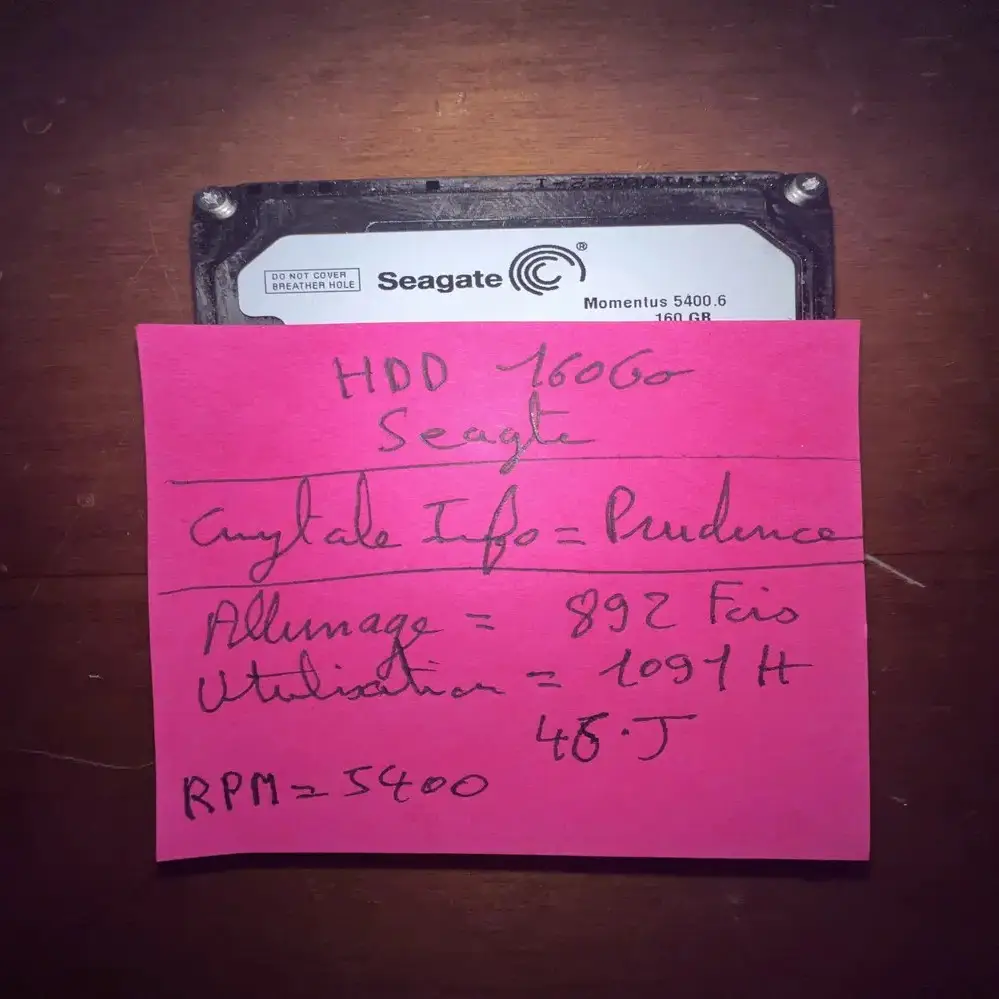 DO NOT COVER
BREATHER HOLE
Seagate ®
Momentus 5400.6
160 GB
HDD 160Go
Seagte
Crystale Info = Prudence
Allumage = 892 Fois
Utilisation = 1091 H
45.J
RPM = 5400